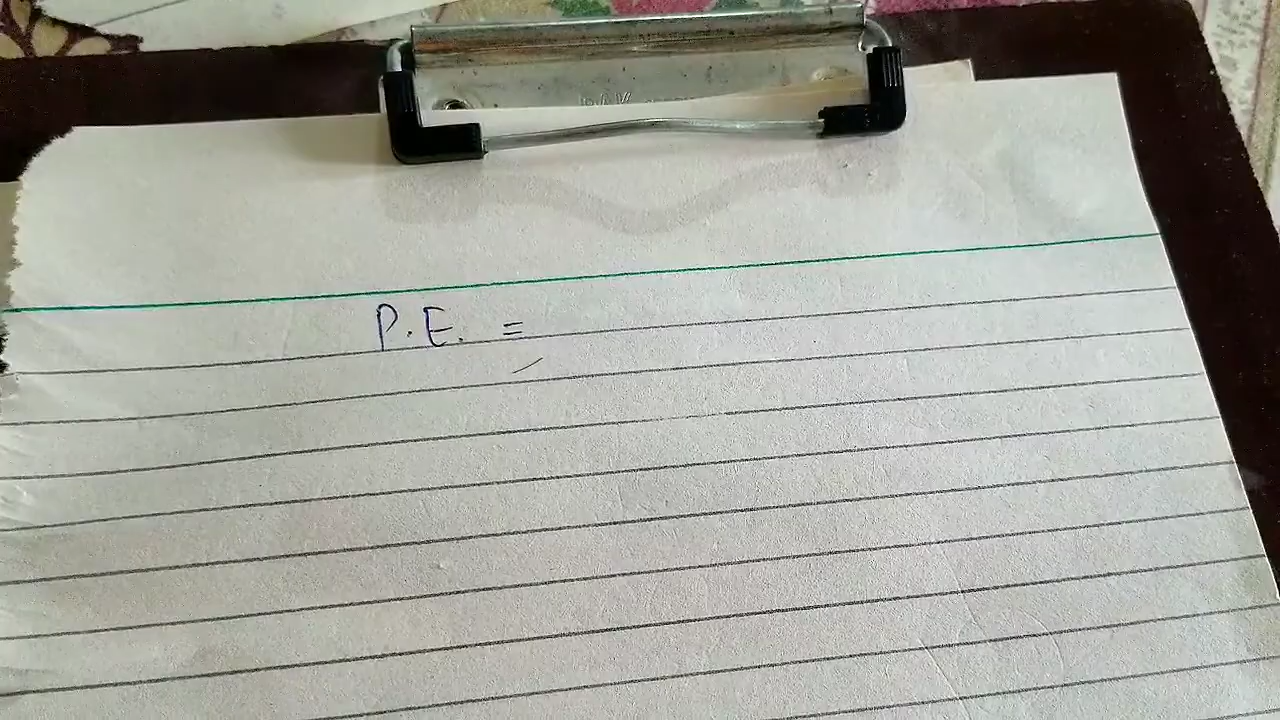 P.E. =